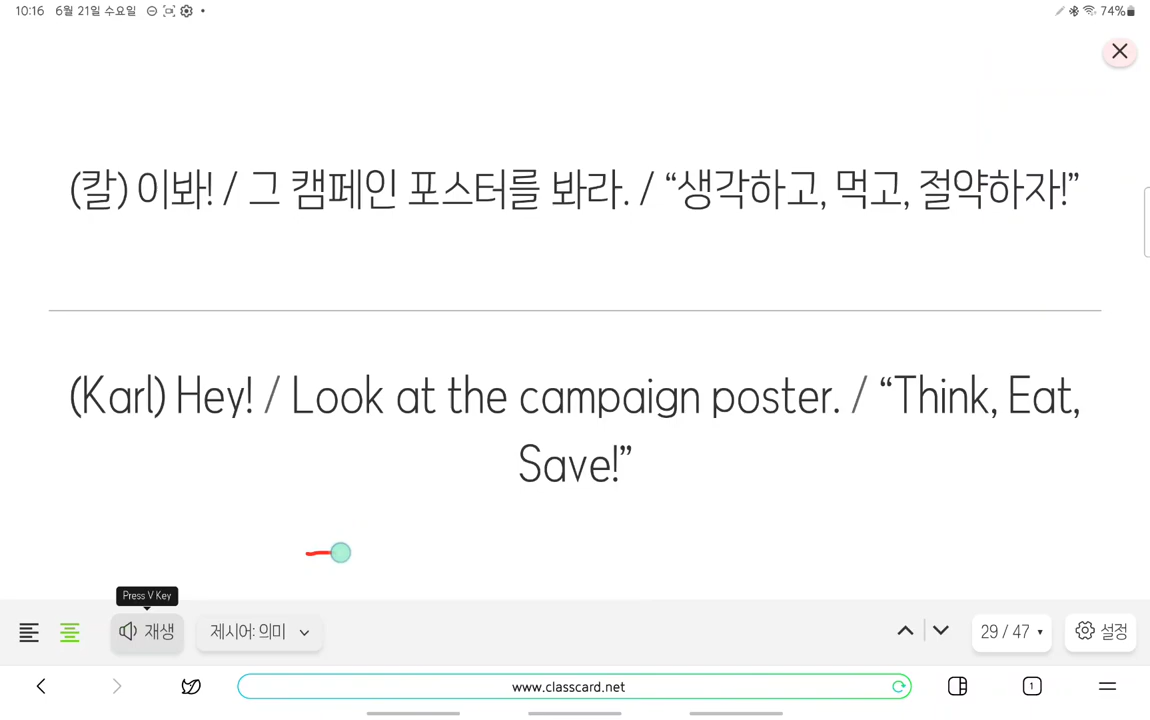 10:16 6월 21일 수요일
74%
(칼) 이봐! / 그 캠페인 포스터를 봐라. / “생각하고, 먹고, 절약하자!”
(Karl) Hey! / Look at the campaign poster. / “Think, Eat,
Save!”
Press V Key
재생
제시어: 의미
29 / 47
설정
www.classcard.net
1